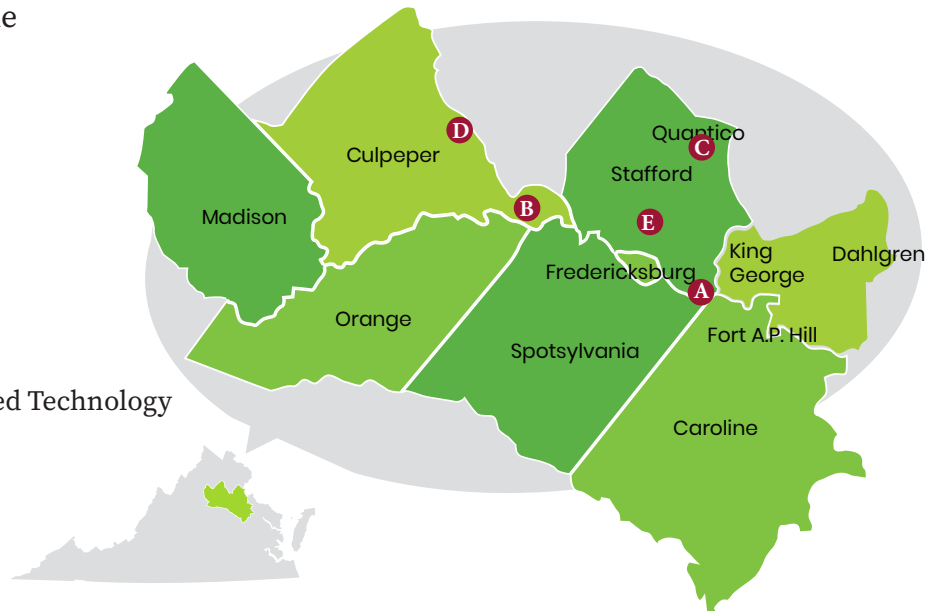 e
Quantico
D
C
Culpeper
Stafford
B
Madison
E
King
George
Dahlgren
Fredericksburg
A
Orange
Fort A.P. Hill
Spotsylvania
ed Technology
Caroline